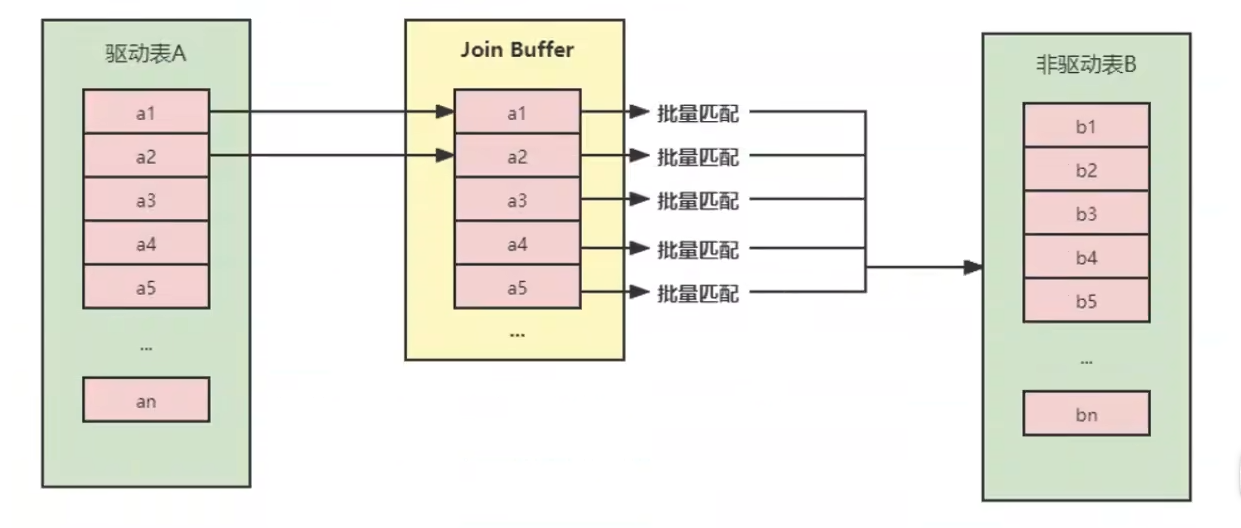 驱动表A
a1
a2
a3
a4
a5
...
an
Join Buffer
a1
a2
a3
a4
a5
...
批量匹配
批量匹配
批量匹配
批量匹配
批量匹配
非驱动表B
b1
b2
b3
b4
b5
...
bn